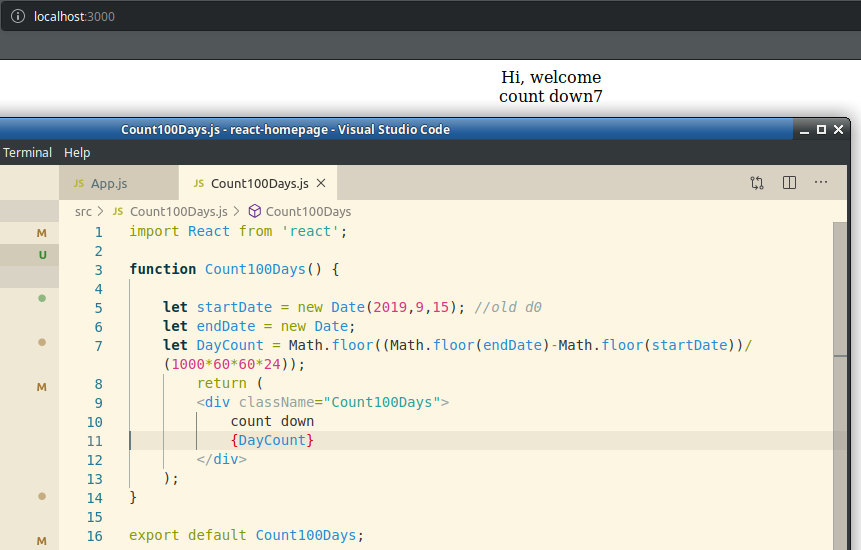 localhost:3000
Hi, welcome
count down7
Count100Days.js - react-homepage - Visual Studio Code
Terminal Help
JS App.js JS Count100Days.js
src > JS Count100Days.js > Count100Days
M 1 import React from 'react';
2
U 3 function Count100Days() {
4
5 let startDate = new Date(2019,9,15); //old d0
6 let endDate = new Date;
7 let DayCount = Math.floor((Math.floor(endDate)-Math.floor(startDate))/
(1000*60*60*24));
M 8 return (
9 <div className="Count100Days">
10 count down
11 {DayCount}
12 </div>
13 );
14 }
15
M 16 export default Count100Days;